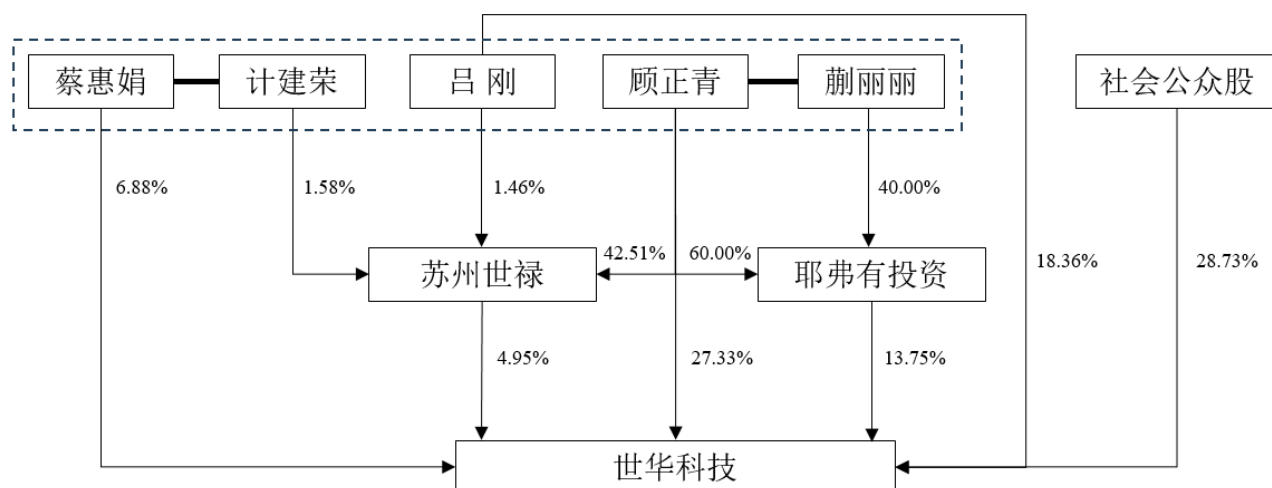 蔡惠娟
计建荣
吕 刚
顾正青
蒯丽丽
社会公众股
6.88%
1.58%
1.46%
40.00%
苏州世禄
42.51%
60.00%
耶弗有投资
18.36%
28.73%
4.95%
27.33%
13.75%
世华科技